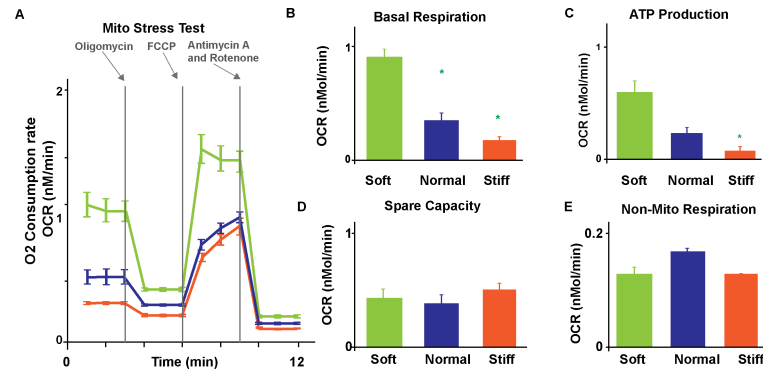 A
Mito Stress Test
Oligomycin
FCCP
Antimycin A
and Rotenone
O2 Consumption rate
OCR (nM/min)
2
1
0
0
Time (min)
12
B
Basal Respiration
OCR (nMol/min)
1
0
*
*
Soft
Normal
Stiff
C
ATP Production
OCR (nMol/min)
1
0
*
Soft
Normal
Stiff
D
Spare Capacity
OCR (nMol/min)
1
0
Soft
Normal
Stiff
E
Non-Mito Respiration
OCR (nMol/min)
0.2
0
Soft
Normal
Stiff